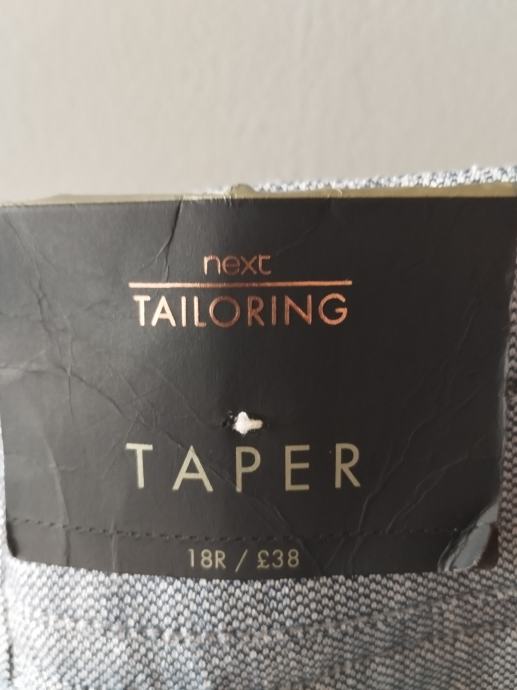 next
TAILORING
TAPER
18R / £38